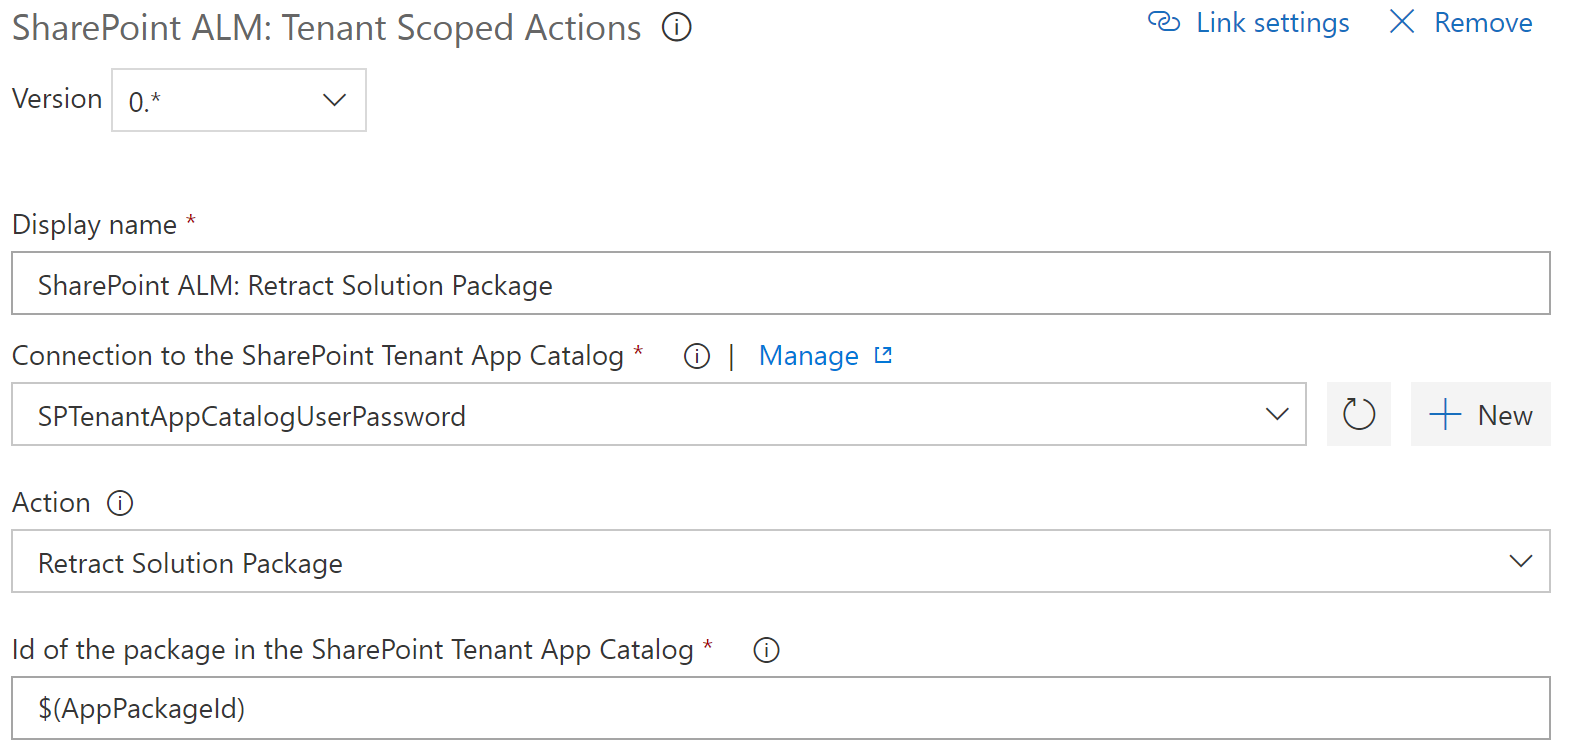 SharePoint ALM: Tenant Scoped Actions
Link settings
Remove
Version
0.*
Display name *
SharePoint ALM: Retract Solution Package
Connection to the SharePoint Tenant App Catalog * | Manage
SPTenantAppCatalogUserPassword
New
Action
Retract Solution Package
Id of the package in the SharePoint Tenant App Catalog *
$(AppPackageId)